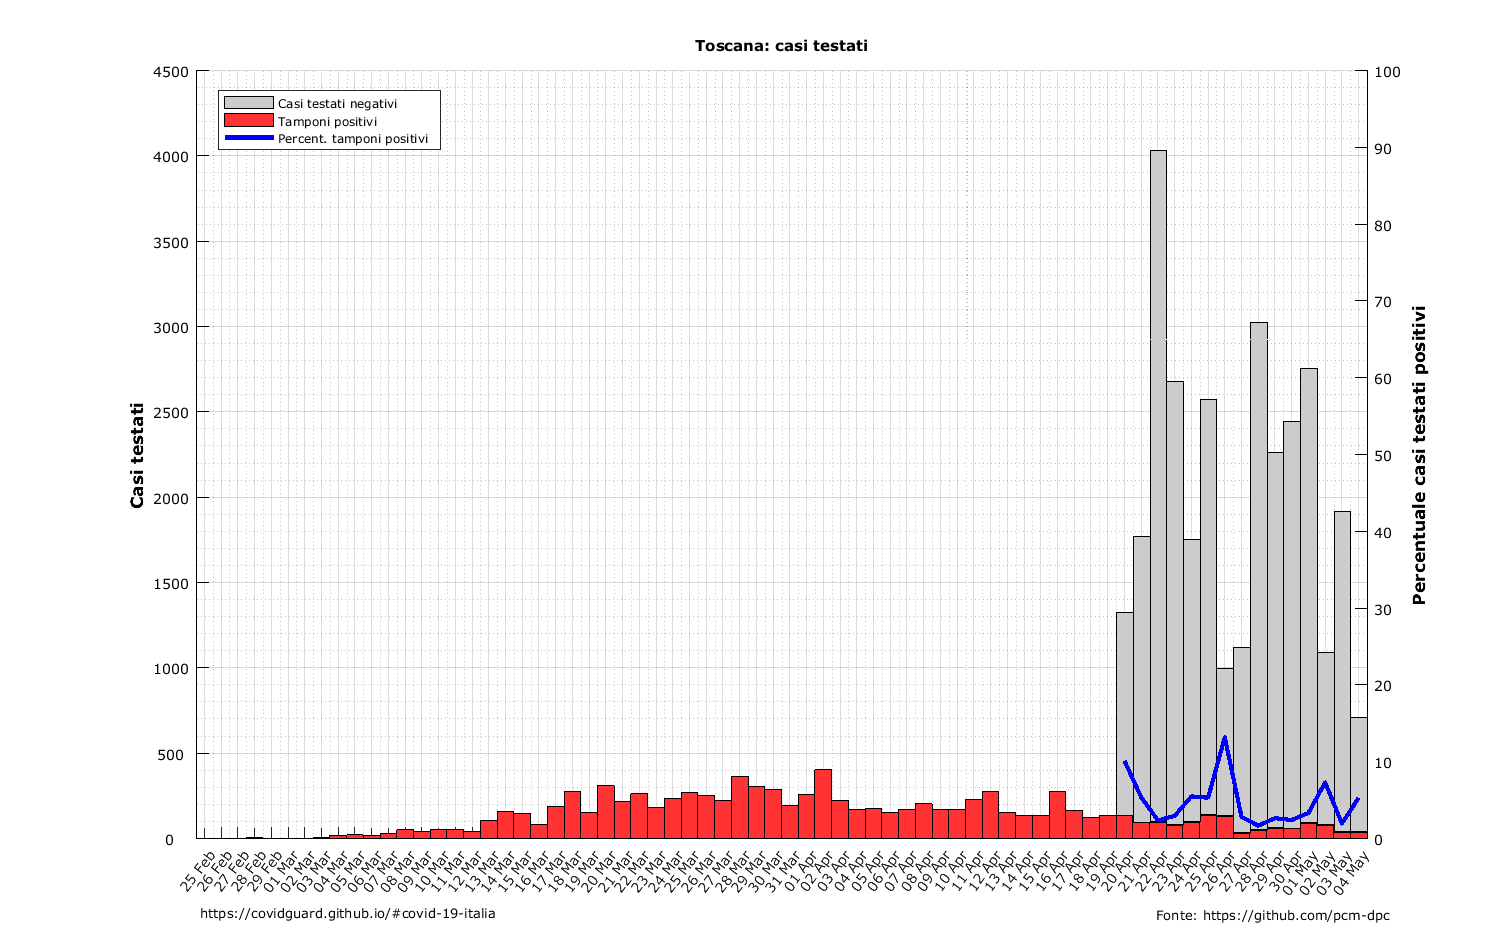 Toscana: casi testati
4500
4000
3500
3000
2500
2000
1500
1000
500
0
Casi testati
Casi testati negativi
Tamponi positivi
Percent. tamponi positivi
100
90
80
70
60
50
40
30
20
10
0
Percentuale casi testati positivi
25 Feb
26 Feb
27 Feb
28 Feb
29 Feb
01 Mar
02 Mar
03 Mar
04 Mar
05 Mar
06 Mar
07 Mar
08 Mar
09 Mar
10 Mar
11 Mar
12 Mar
13 Mar
14 Mar
15 Mar
16 Mar
17 Mar
18 Mar
19 Mar
20 Mar
21 Mar
22 Mar
23 Mar
24 Mar
25 Mar
26 Mar
27 Mar
28 Mar
29 Mar
30 Mar
31 Mar
01 Apr
02 Apr
03 Apr
04 Apr
05 Apr
06 Apr
07 Apr
08 Apr
09 Apr
10 Apr
11 Apr
12 Apr
13 Apr
14 Apr
15 Apr
16 Apr
17 Apr
18 Apr
19 Apr
20 Apr
21 Apr
22 Apr
23 Apr
24 Apr
25 Apr
26 Apr
27 Apr
28 Apr
29 Apr
30 Apr
01 May
02 May
03 May
04 May
https://covidguard.github.io/#covid-19-italia
Fonte: https://github.com/pcm-dpc